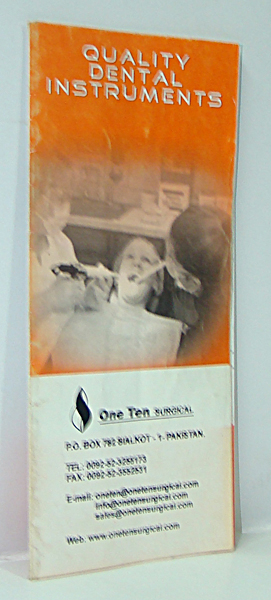 QUALITY
DENTAL
INSTRUMENTS
One Ten SURGICAL
P.O. BOX 782 SIALKOT - 1- PAKISTAN.
TEL: 0092-52-3255173
FAX: 0092-52-3552531
E-mail: oneten@onetensurgical.com
info@onetensurgical.com
sales@onetensurgical.com
Web: www.onetensurgical.com